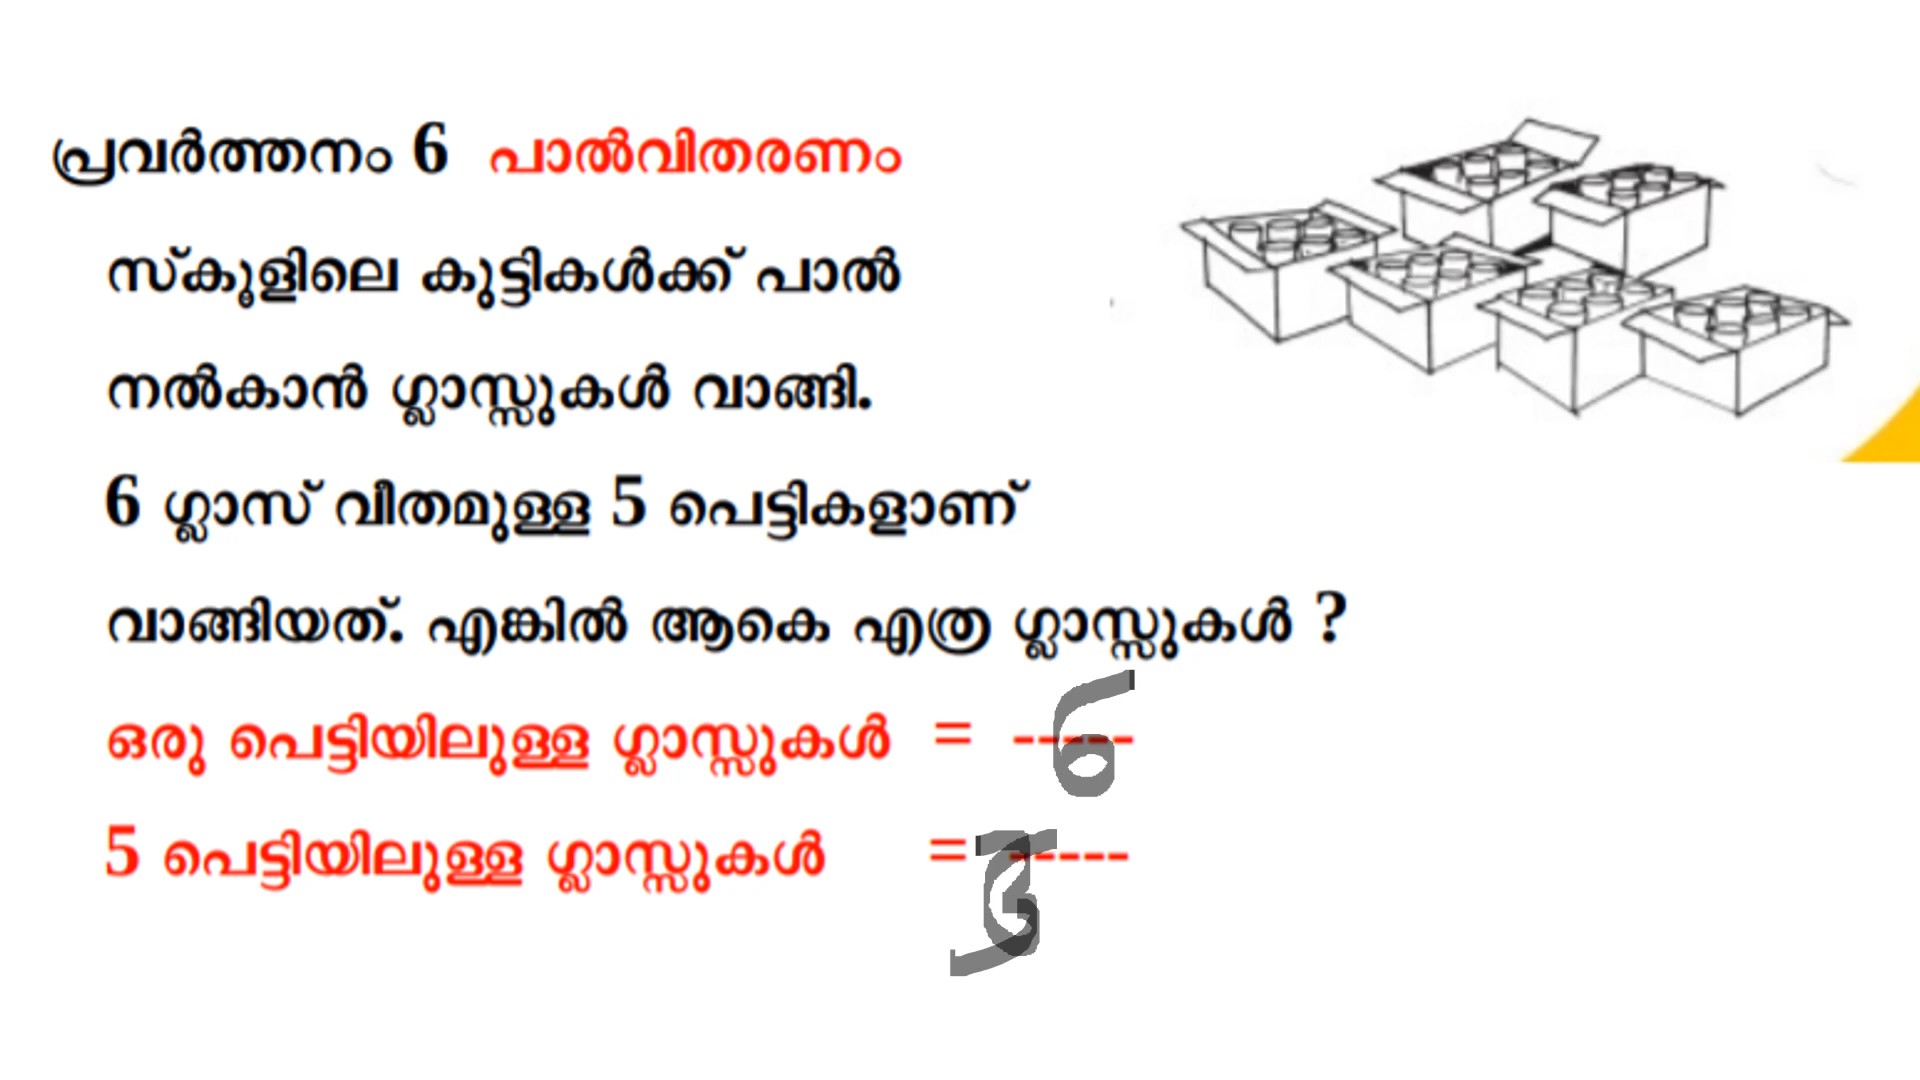 പ്രവർത്തനം 6 പാൽവിതരണം
സ്കൂളിലെ കുട്ടികൾക്ക് പാൽ
നൽകാൻ ഗ്ലാസ്സുകൾ വാങ്ങി.
6 ഗ്ലാസ് വീതമുള്ള 5 പെട്ടികളാണ്
വാങ്ങിയത്. എങ്കിൽ ആകെ എത്ര ഗ്ലാസ്സുകൾ ?
ഒരു പെട്ടിയിലുള്ള ഗ്ലാസ്സുകൾ = ----- 6
5 പെട്ടിയിലുള്ള ഗ്ലാസ്സുകൾ = -----